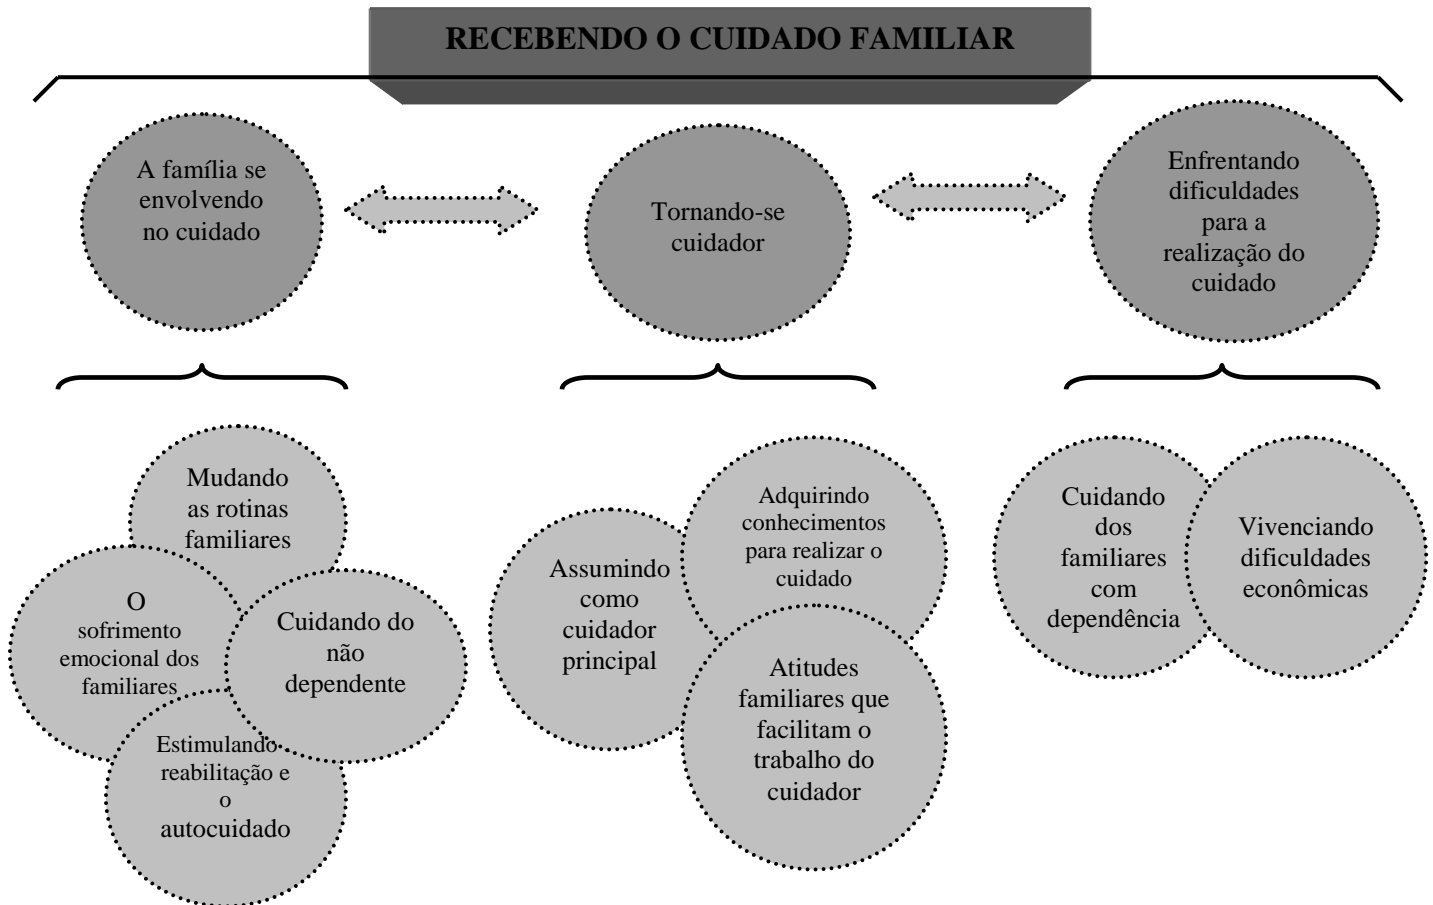 RECEBENDO O CUIDADO FAMILIAR
A família se
envolvendo
no cuidado
Tornando-se
cuidador
Enfrentando
dificuldades
para a
realização do
cuidado
Mudando
as rotinas
familiares
O
sofrimento
emocional dos
familiares
Cuidando do
não
dependente
Estimulando
reabilitação e
o
autocuidado
Assumindo
como
cuidador
principal
Adquirindo
conhecimentos
para realizar o
cuidado
Atitudes
familiares que
facilitam o
trabalho do
cuidador
Cuidando
dos
familiares
com
dependência
Vivenciando
dificuldades
econômicas